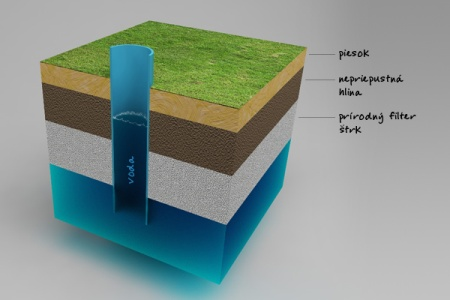 piesok
nepriepustná
hlina
prírodný filter
štrk
voda